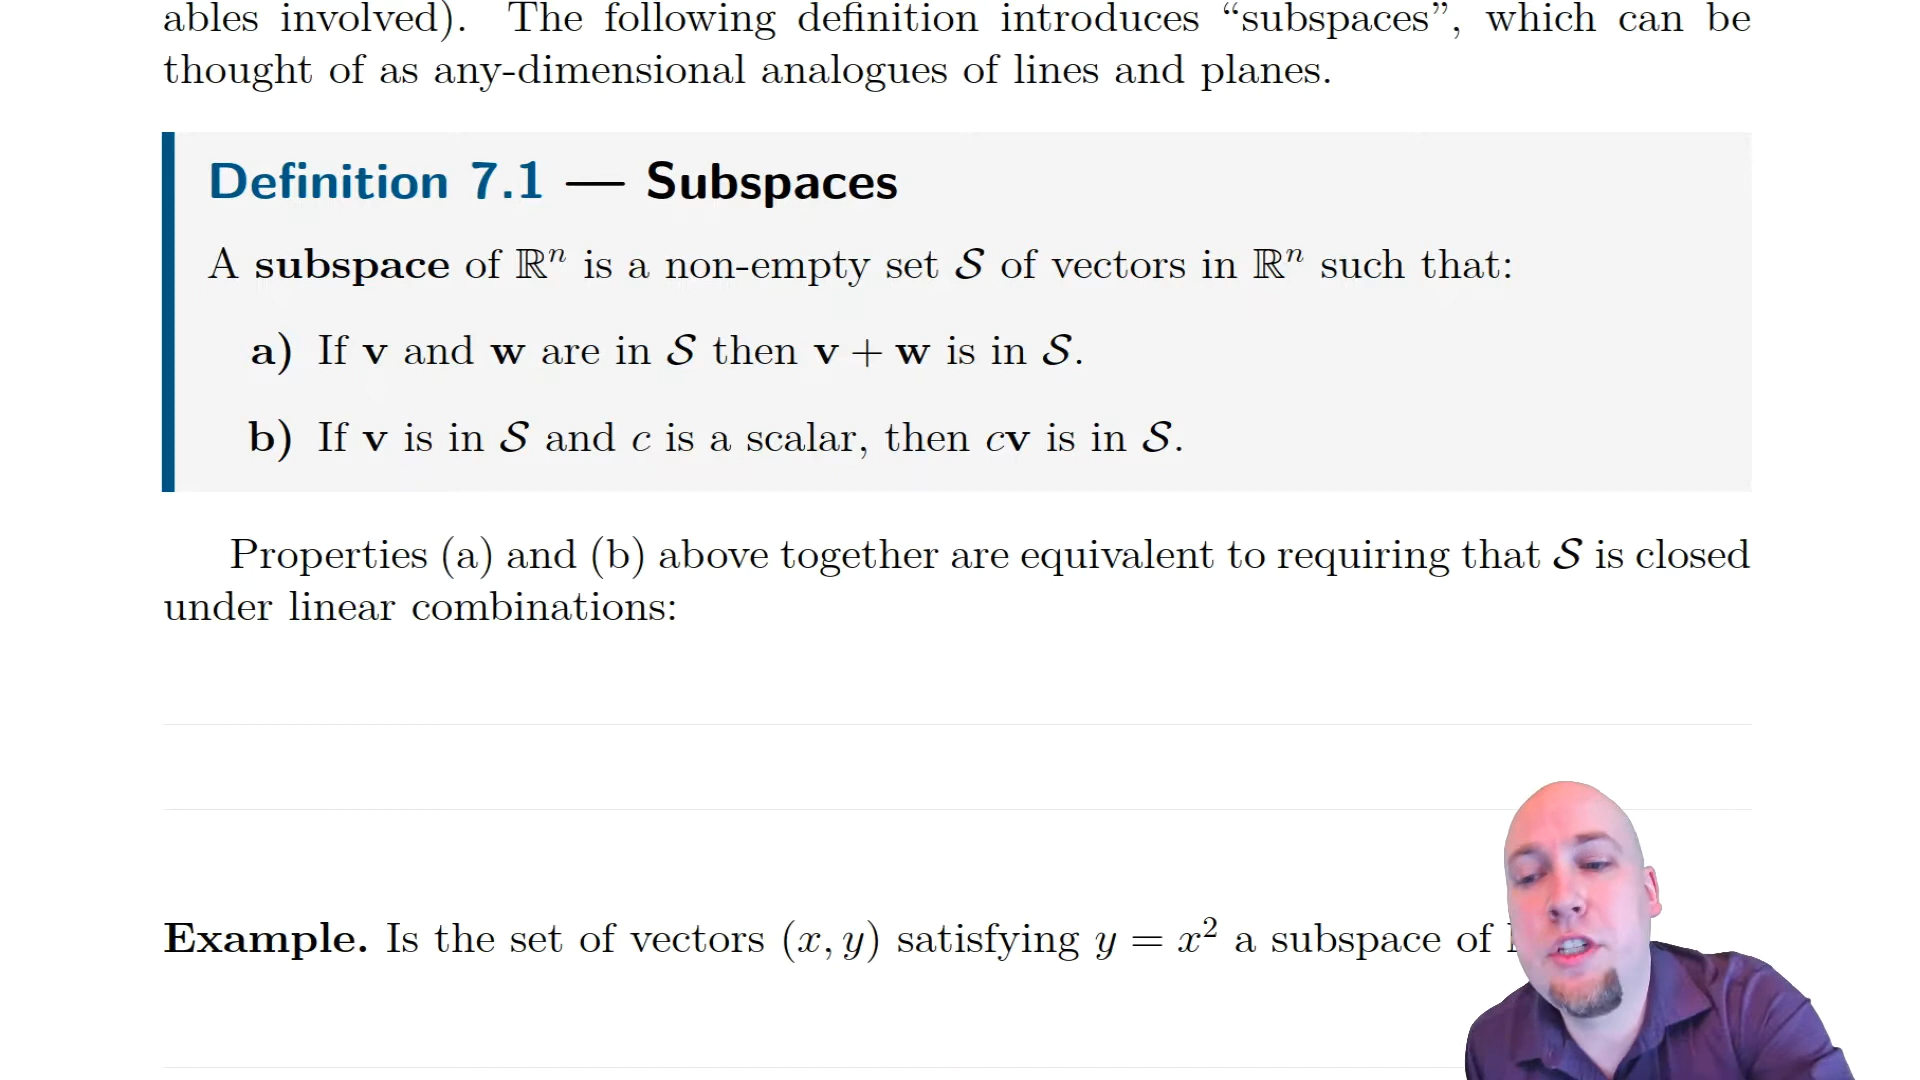 ables involved). The following definition introduces “subspaces”, which can be
thought of as any-dimensional analogues of lines and planes.
Definition 7.1 — Subspaces
A subspace of ℝⁿ is a non-empty set 𝒮 of vectors in ℝⁿ such that:
a) If v and w are in 𝒮 then v + w is in 𝒮.
b) If v is in 𝒮 and c is a scalar, then cv is in 𝒮.
Properties (a) and (b) above together are equivalent to requiring that 𝒮 is closed
under linear combinations:
Example. Is the set of vectors (x, y) satisfying y = x² a subspace of